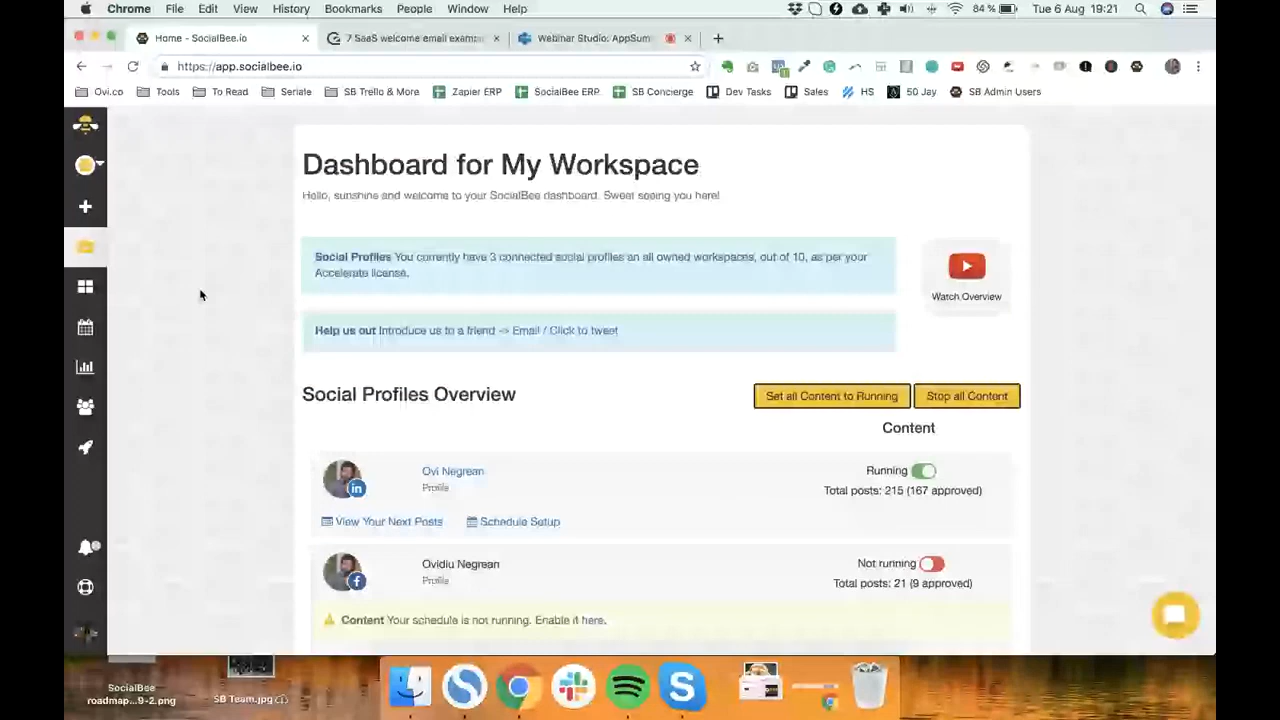 Chrome File Edit View History Bookmarks People Window Help 84 % Tue 6 Aug 19:21
Home - SocialBee.io 7 SaaS welcome email exam Webinar Studio: AppSum
https://app.socialbee.io
Ovi.co Tools To Read Seriale SB Trello & More Zapier ERP SocialBee ERP SB Concierge Dev Tasks Sales HS 50 Jay SB Admin Users
Dashboard for My Workspace
Hello, sunshine and welcome to your SocialBee dashboard. Sweet seeing you here!
Social Profiles You currently have 3 connected social profiles on all owned workspaces, out of 10, as per your
Accelerate license.
Watch Overview
Help us out Introduce us to a friend -> Email / Click to tweet
Social Profiles Overview
Set all Content to Running Stop all Content
Content
Ovi Negrean
Profile
Running
Total posts: 215 (167 approved)
View Your Next Posts Schedule Setup
Ovidiu Negrean
Profile
Not running
Total posts: 21 (9 approved)
Content Your schedule is not running. Enable it here.
SocialBee
roadmap...9-2.png
SB Team.jpg